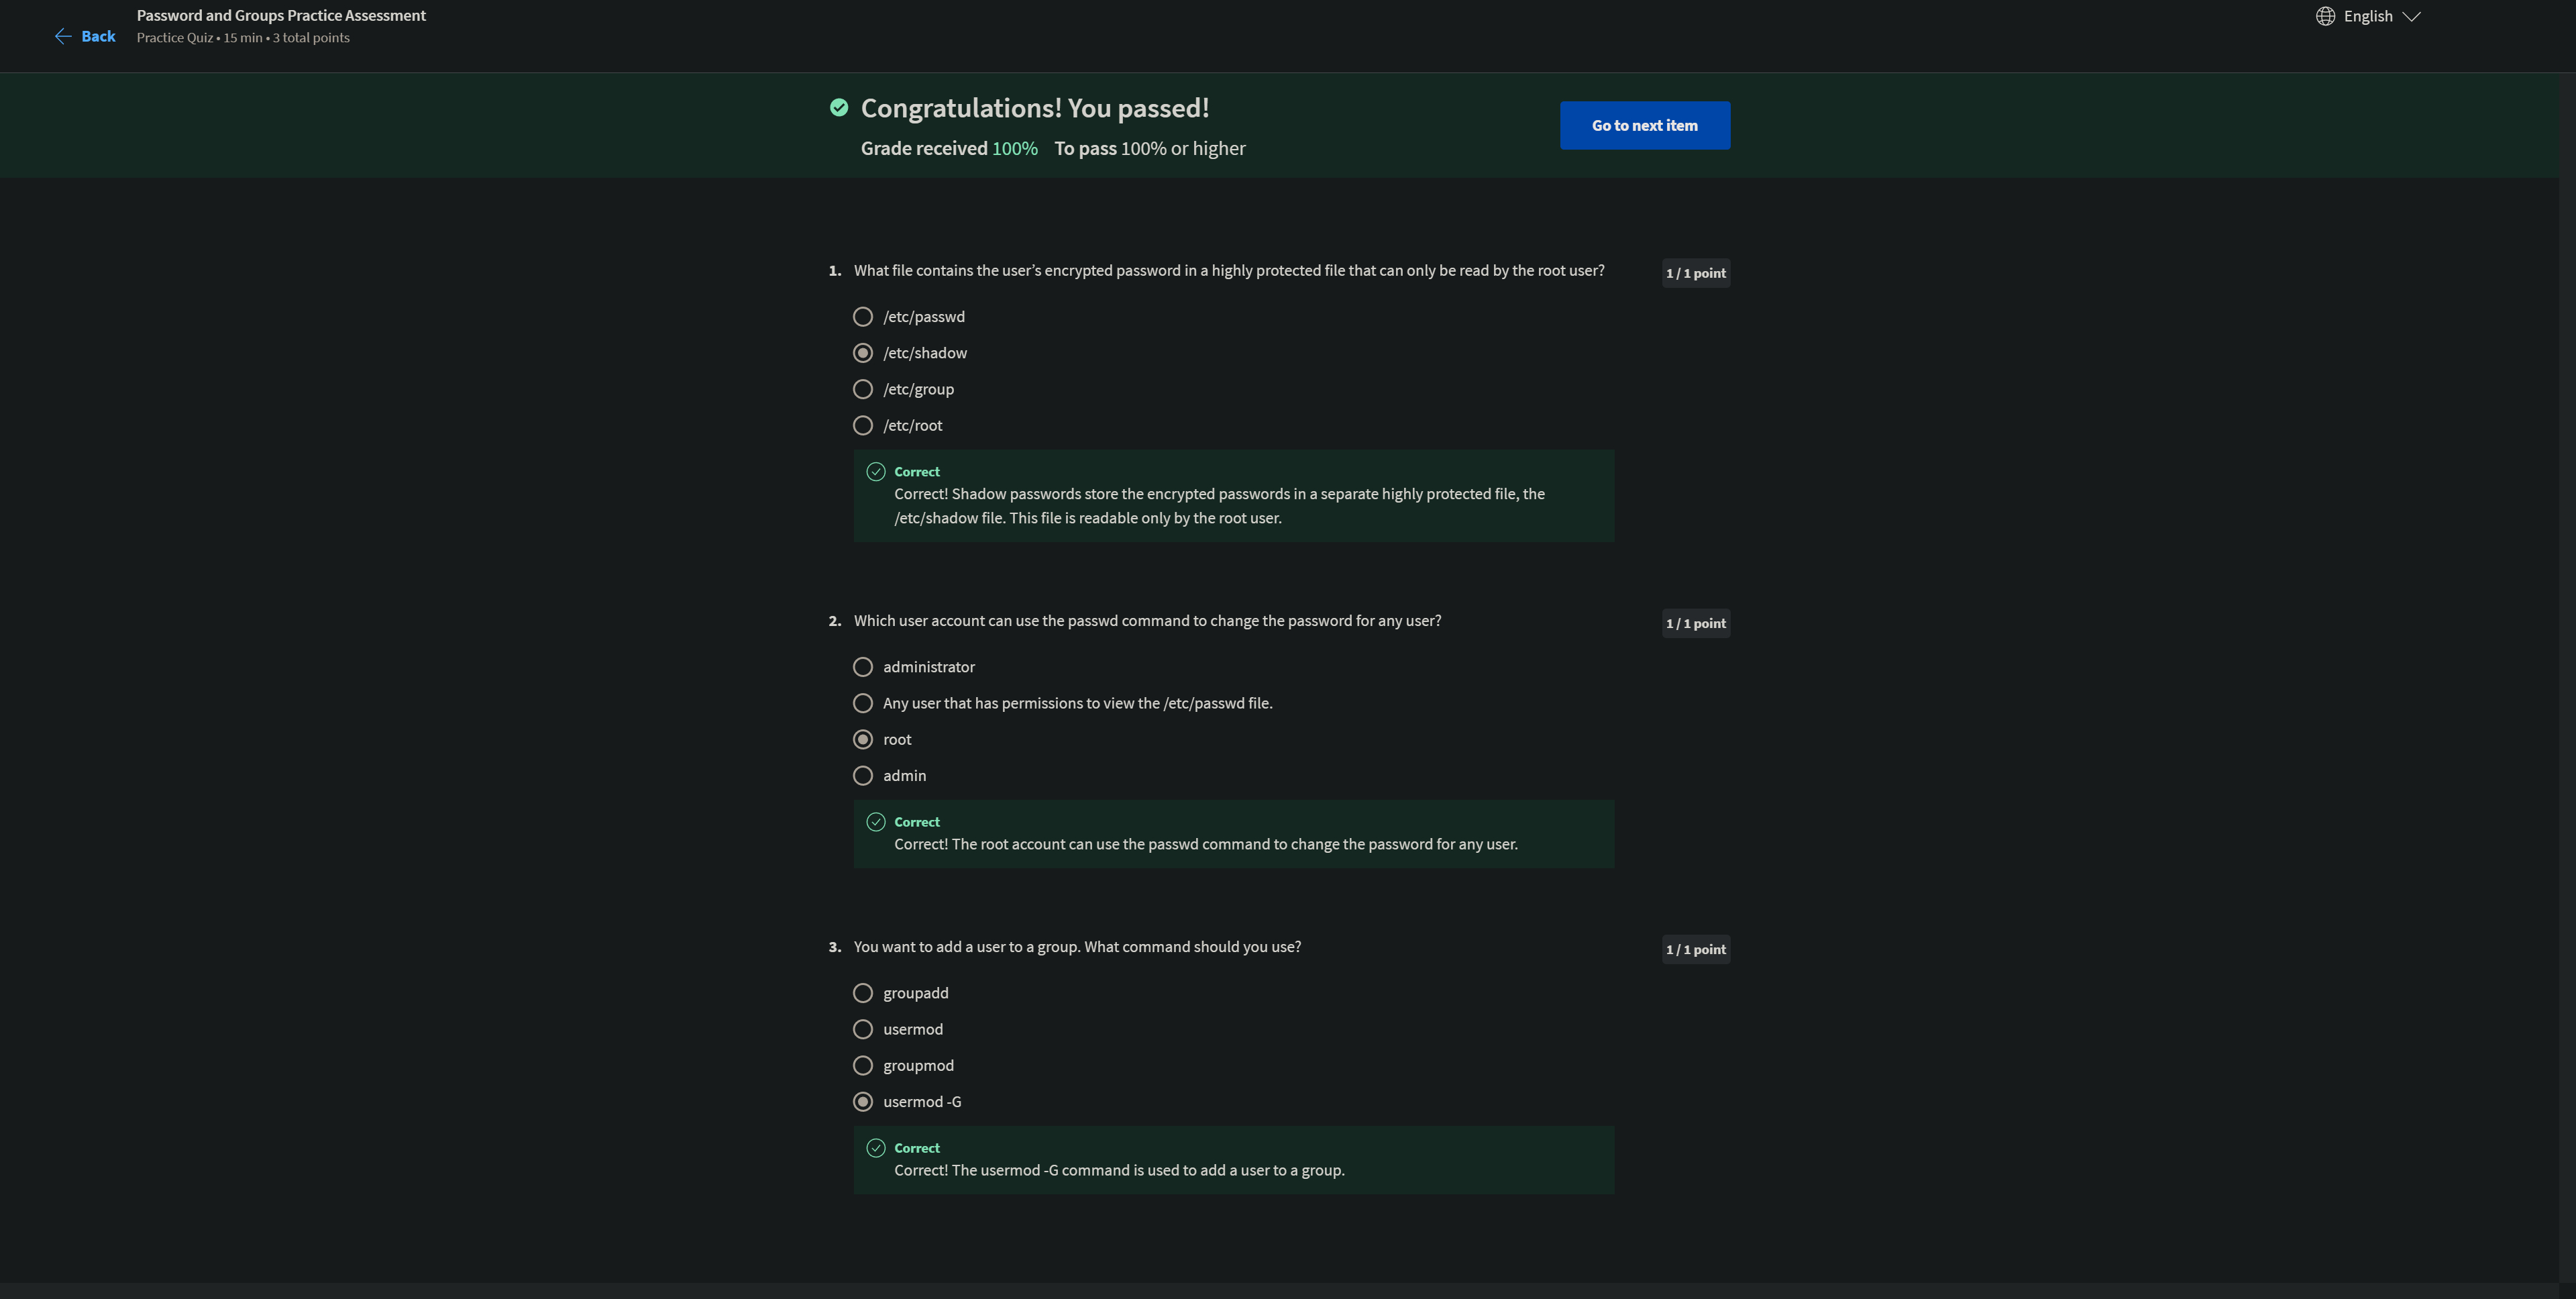 Password and Groups Practice Assessment
Back
Practice Quiz • 15 min • 3 total points
English
Congratulations! You passed!
Go to next item
Grade received 100% To pass 100% or higher
1. What file contains the user’s encrypted password in a highly protected file that can only be read by the root user?
1 / 1 point
/etc/passwd
/etc/shadow
/etc/group
/etc/root
Correct
Correct! Shadow passwords store the encrypted passwords in a separate highly protected file, the
/etc/shadow file. This file is readable only by the root user.
2. Which user account can use the passwd command to change the password for any user?
1 / 1 point
administrator
Any user that has permissions to view the /etc/passwd file.
root
admin
Correct
Correct! The root account can use the passwd command to change the password for any user.
3. You want to add a user to a group. What command should you use?
1 / 1 point
groupadd
usermod
groupmod
usermod -G
Correct
Correct! The usermod -G command is used to add a user to a group.